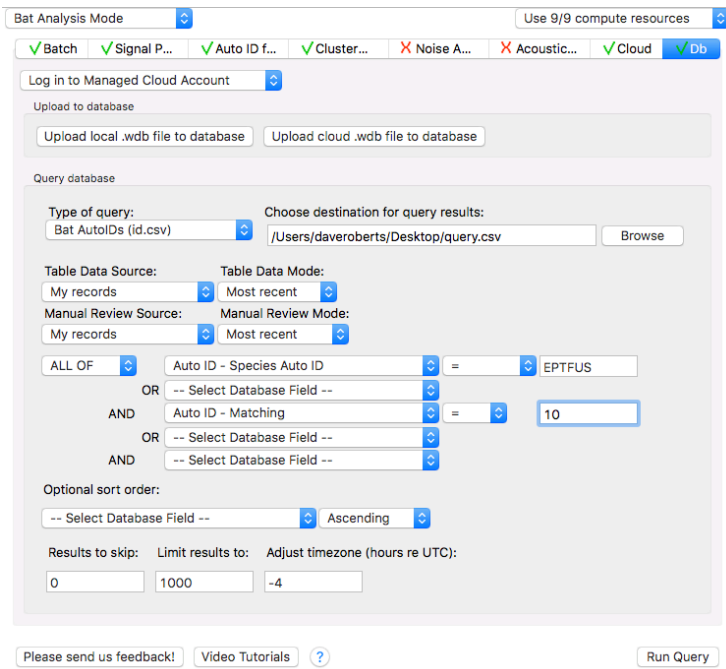 Bat Analysis Mode Use 9/9 compute resources
Batch Signal P... Auto ID f... Cluster... Noise A... Acoustic... Cloud Db
Log in to Managed Cloud Account
Upload to database
Upload local .wdb file to database Upload cloud .wdb file to database
Query database
Type of query: Choose destination for query results:
Bat AutoIDs (id.csv) /Users/daveroberts/Desktop/query.csv Browse
Table Data Source: Table Data Mode:
My records Most recent
Manual Review Source: Manual Review Mode:
My records Most recent
ALL OF Auto ID - Species Auto ID = EPTFUS
OR -- Select Database Field --
AND Auto ID - Matching = 10
OR -- Select Database Field --
AND -- Select Database Field --
Optional sort order:
-- Select Database Field -- Ascending
Results to skip: Limit results to: Adjust timezone (hours re UTC):
0 1000 -4
Please send us feedback! Video Tutorials ? Run Query